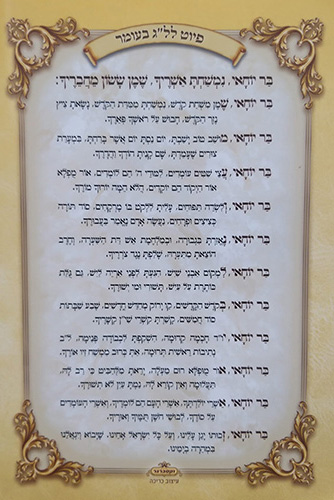 פיוט לל"ג בעומר
בַּר יוֹחָאי, נִמְשַׁחְתָּ אַשְׁרֶיךָ, שֶׁמֶן שָׂשׂוֹן מֵחֲבֵרֶיךָ:
בַּר יוֹחָאי, שֶׁמֶן מִשְׁחַת קֹדֶשׁ, נִמְשַׁחְתָּ מִמִּדַּת הַקֹּדֶשׁ, נָשָׂאתָ צִיץ
נֵזֶר הַקֹּדֶשׁ, חָבוּשׁ עַל רֹאשְׁךָ פְּאֵרֶךָ.
בַּר יוֹחָאי, מוֹשַׁב טוֹב יָשַׁבְתָּ, יוֹם נַסְתָּ יוֹם אֲשֶׁר בָּרַחְתָּ, בִּמְעָרַת
צוּרִים שֶׁעָמַדְתָּ, שָׁם קָנִיתָ הוֹדְךָ וַהֲדָרֶךָ.
בַּר יוֹחָאי, עֲצֵי שִׁטִּים עוֹמְדִים, לִמּוּדֵי ה' הֵם לוֹמְדִים, אוֹר מֻפְלָא
אוֹר הַיְקוֹד הֵם יוֹקְדִים, הֲלֹא הֵמָּה יוֹרוּךָ מוֹרֶךָ.
בַּר יוֹחָאי, וְלִשְׂדֵה תַּפּוּחִים, עָלִיתָ לִלְקֹט בּוֹ מֶרְקָחִים, סוֹד תּוֹרָה
כְּצִיצִים וּפְרָחִים, נַעֲשֶׂה אָדָם נֶאֱמַר בַּעֲבוּרֶךָ.
בַּר יוֹחָאי, נֶאֱזַרְתָּ בִּגְבוּרָה, וּבְמִלְחֶמֶת אֵשׁ דָּת הַשַּׁעְרָה, וְחֶרֶב
הוֹצֵאתָ מִתַּעְרָהּ, שָׁלַפְתָּ נֶגֶד צוֹרְרֶיךָ.
בַּר יוֹחָאי, לִמְקוֹם אַבְנֵי שַׁיִשׁ, הִגַּעְתָּ לִפְנֵי אַרְיֵה לַיִשׁ, גַּם גֻּלַּת
כּוֹתֶרֶת עַל עַיִשׁ, תָּשׁוּרִי וּמִי יְשׁוּרֶךָ.
בַּר יוֹחָאי, בְּקֹדֶשׁ הַקֳּדָשִׁים, קַו יָרוֹק מְחַדֵּשׁ חֳדָשִׁים, שֶׁבַע שַׁבָּתוֹת
סוֹד חֲמִשִּׁים, קָשַׁרְתָּ קִשְׁרֵי שִׁי"ן קְשָׁרֶיךָ.
בַּר יוֹחָאי, יוּ"ד חָכְמָה קְדוּמָה, הִשְׁקַפְתָּ לִכְבוּדָּהּ פְּנִימָה, ל"ב
נְתִיבוֹת רֵאשִׁית תְּרוּמָה, אַתְּ כְּרוּב מִמְשַׁח זִיו אוֹרֶךָ.
בַּר יוֹחָאי, אוֹר מֻפְלָא רוּם מַעְלָה, יָרֵאתָ מִלְּהַבִּיט כִּי רַב לָהּ,
תַּעֲלוּמָה וְאַיִן קוֹרֵא לָהּ, נַמְתָּ עַיִן לֹא תְשׁוּרֶךָ.
בַּר יוֹחָאי, אַשְׁרֵי יוֹלַדְתֶּךָ, אַשְׁרֵי הָעָם הֵם לוֹמְדֶיךָ, וְאַשְׁרֵי הָעוֹמְדִים
עַל סוֹדֶךָ, לְבוּשֵׁי חֹשֶׁן תֻּמֶּיךָ וְאוּרֶךָ.
בַּר יוֹחָאי, זְכוּתוֹ יָגֵן עָלֵינוּ, וְעַל כָּל יִשְׂרָאֵל אַחֵינוּ, שֶׁיָּבוֹא וְיִגְאָלֵנוּ
בִּמְהֵרָה בְיָמֵינוּ.
עיצוב כריכה